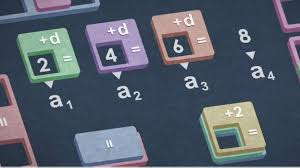 +d +d +d
2 = 4 = 6 = 8
a₁ a₂ a₃ a₄
= = +2 =